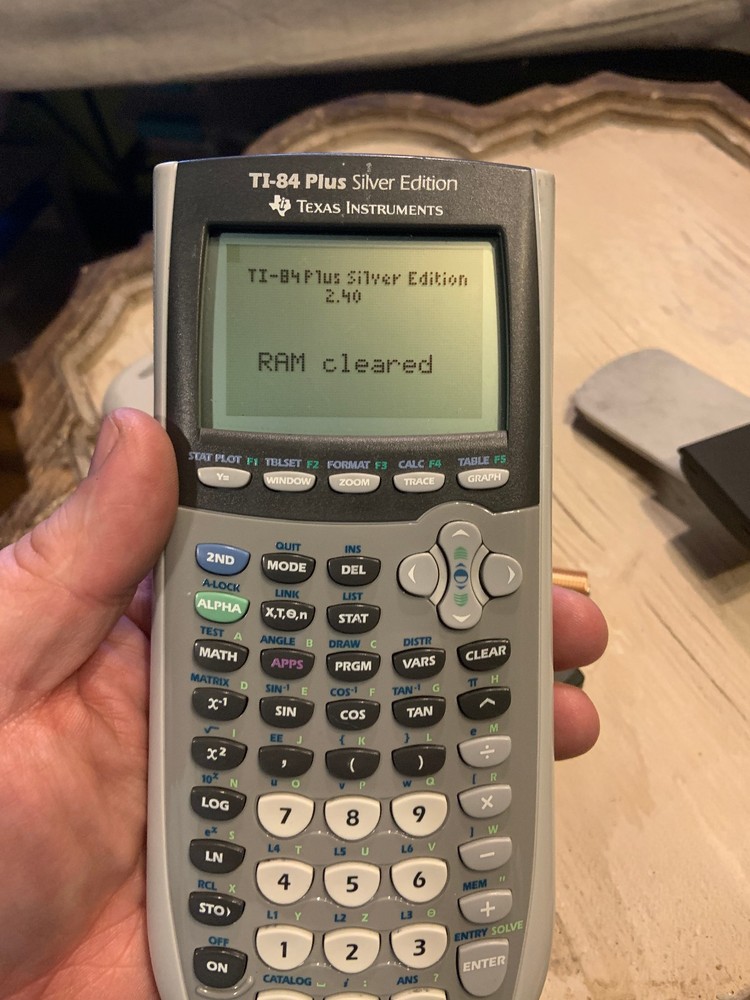 TI-84 Plus Silver Edition
TEXAS INSTRUMENTS
TI-84 Plus Silver Edition
2.40
RAM cleared
STAT PLOT F1 TBLSET F2 FORMAT F3 CALC F4 TABLE F5
Y= WINDOW ZOOM TRACE GRAPH
QUIT INS
2ND MODE DEL
A-LOCK LINK LIST
ALPHA X,T,Θ,n STAT
TEST A ANGLE B DRAW C DISTR
MATH APPS PRGM VARS CLEAR
MATRIX D SIN⁻¹ E COS⁻¹ F TAN⁻¹ G π H
x⁻¹ SIN COS TAN ^
√ I EE J { K } L e M
x² , ( ) ÷
10ˣ N u O v P w Q [ R
LOG 7 8 9 ×
eˣ S L4 T L5 U L6 V ] W
LN 4 5 6 −
RCL X L1 Y L2 Z L3 θ MEM "
STO› 1 2 3 +
OFF ENTRY SOLVE
ON ENTER
CATALOG ⎵ i : ANS ?